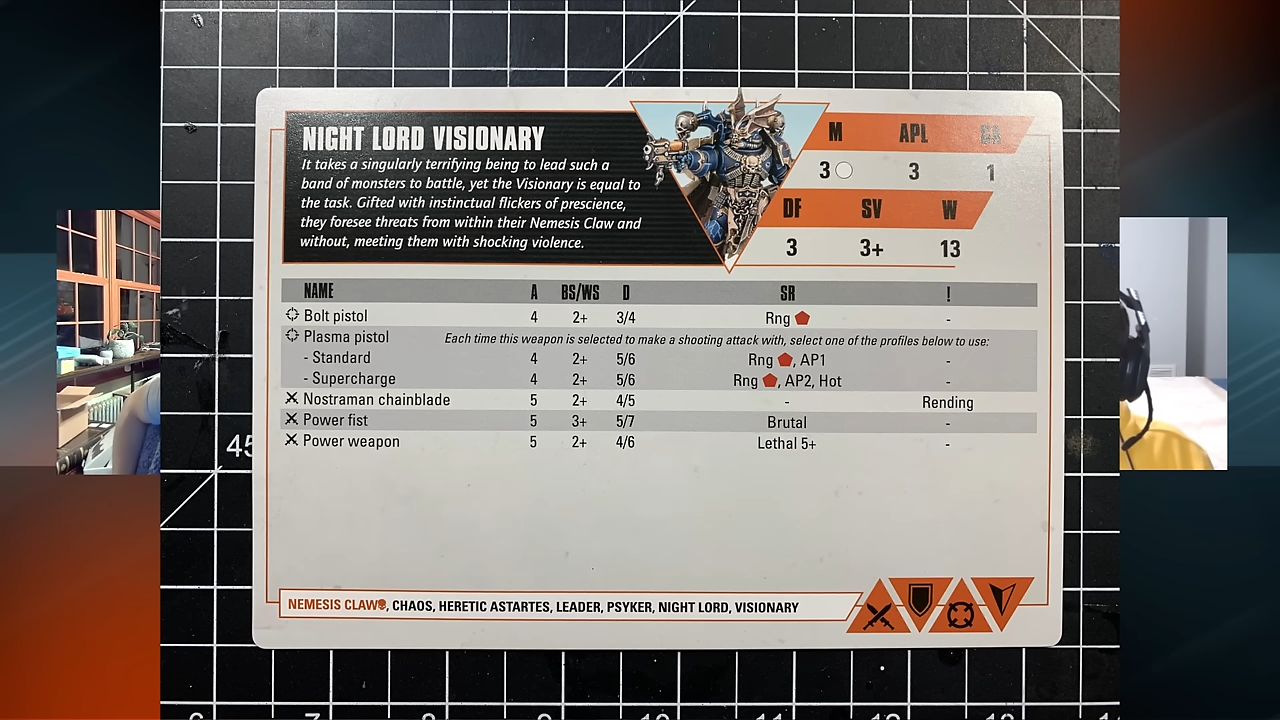 NIGHT LORD VISIONARY
It takes a singularly terrifying being to lead such a
band of monsters to battle, yet the Visionary is equal to
the task. Gifted with instinctual flickers of prescience,
they foresee threats from within their Nemesis Claw and
without, meeting them with shocking violence.
M APL GA
3 3 1
DF SV W
3 3+ 13
NAME A BS/WS D SR !
Bolt pistol 4 2+ 3/4 Rng -
Plasma pistol Each time this weapon is selected to make a shooting attack with, select one of the profiles below to use:
- Standard 4 2+ 5/6 Rng , AP1 -
- Supercharge 4 2+ 5/6 Rng , AP2, Hot -
Nostraman chainblade 5 2+ 4/5 - Rending
Power fist 5 3+ 5/7 Brutal -
Power weapon 5 2+ 4/6 Lethal 5+ -
45
NEMESIS CLAW, CHAOS, HERETIC ASTARTES, LEADER, PSYKER, NIGHT LORD, VISIONARY